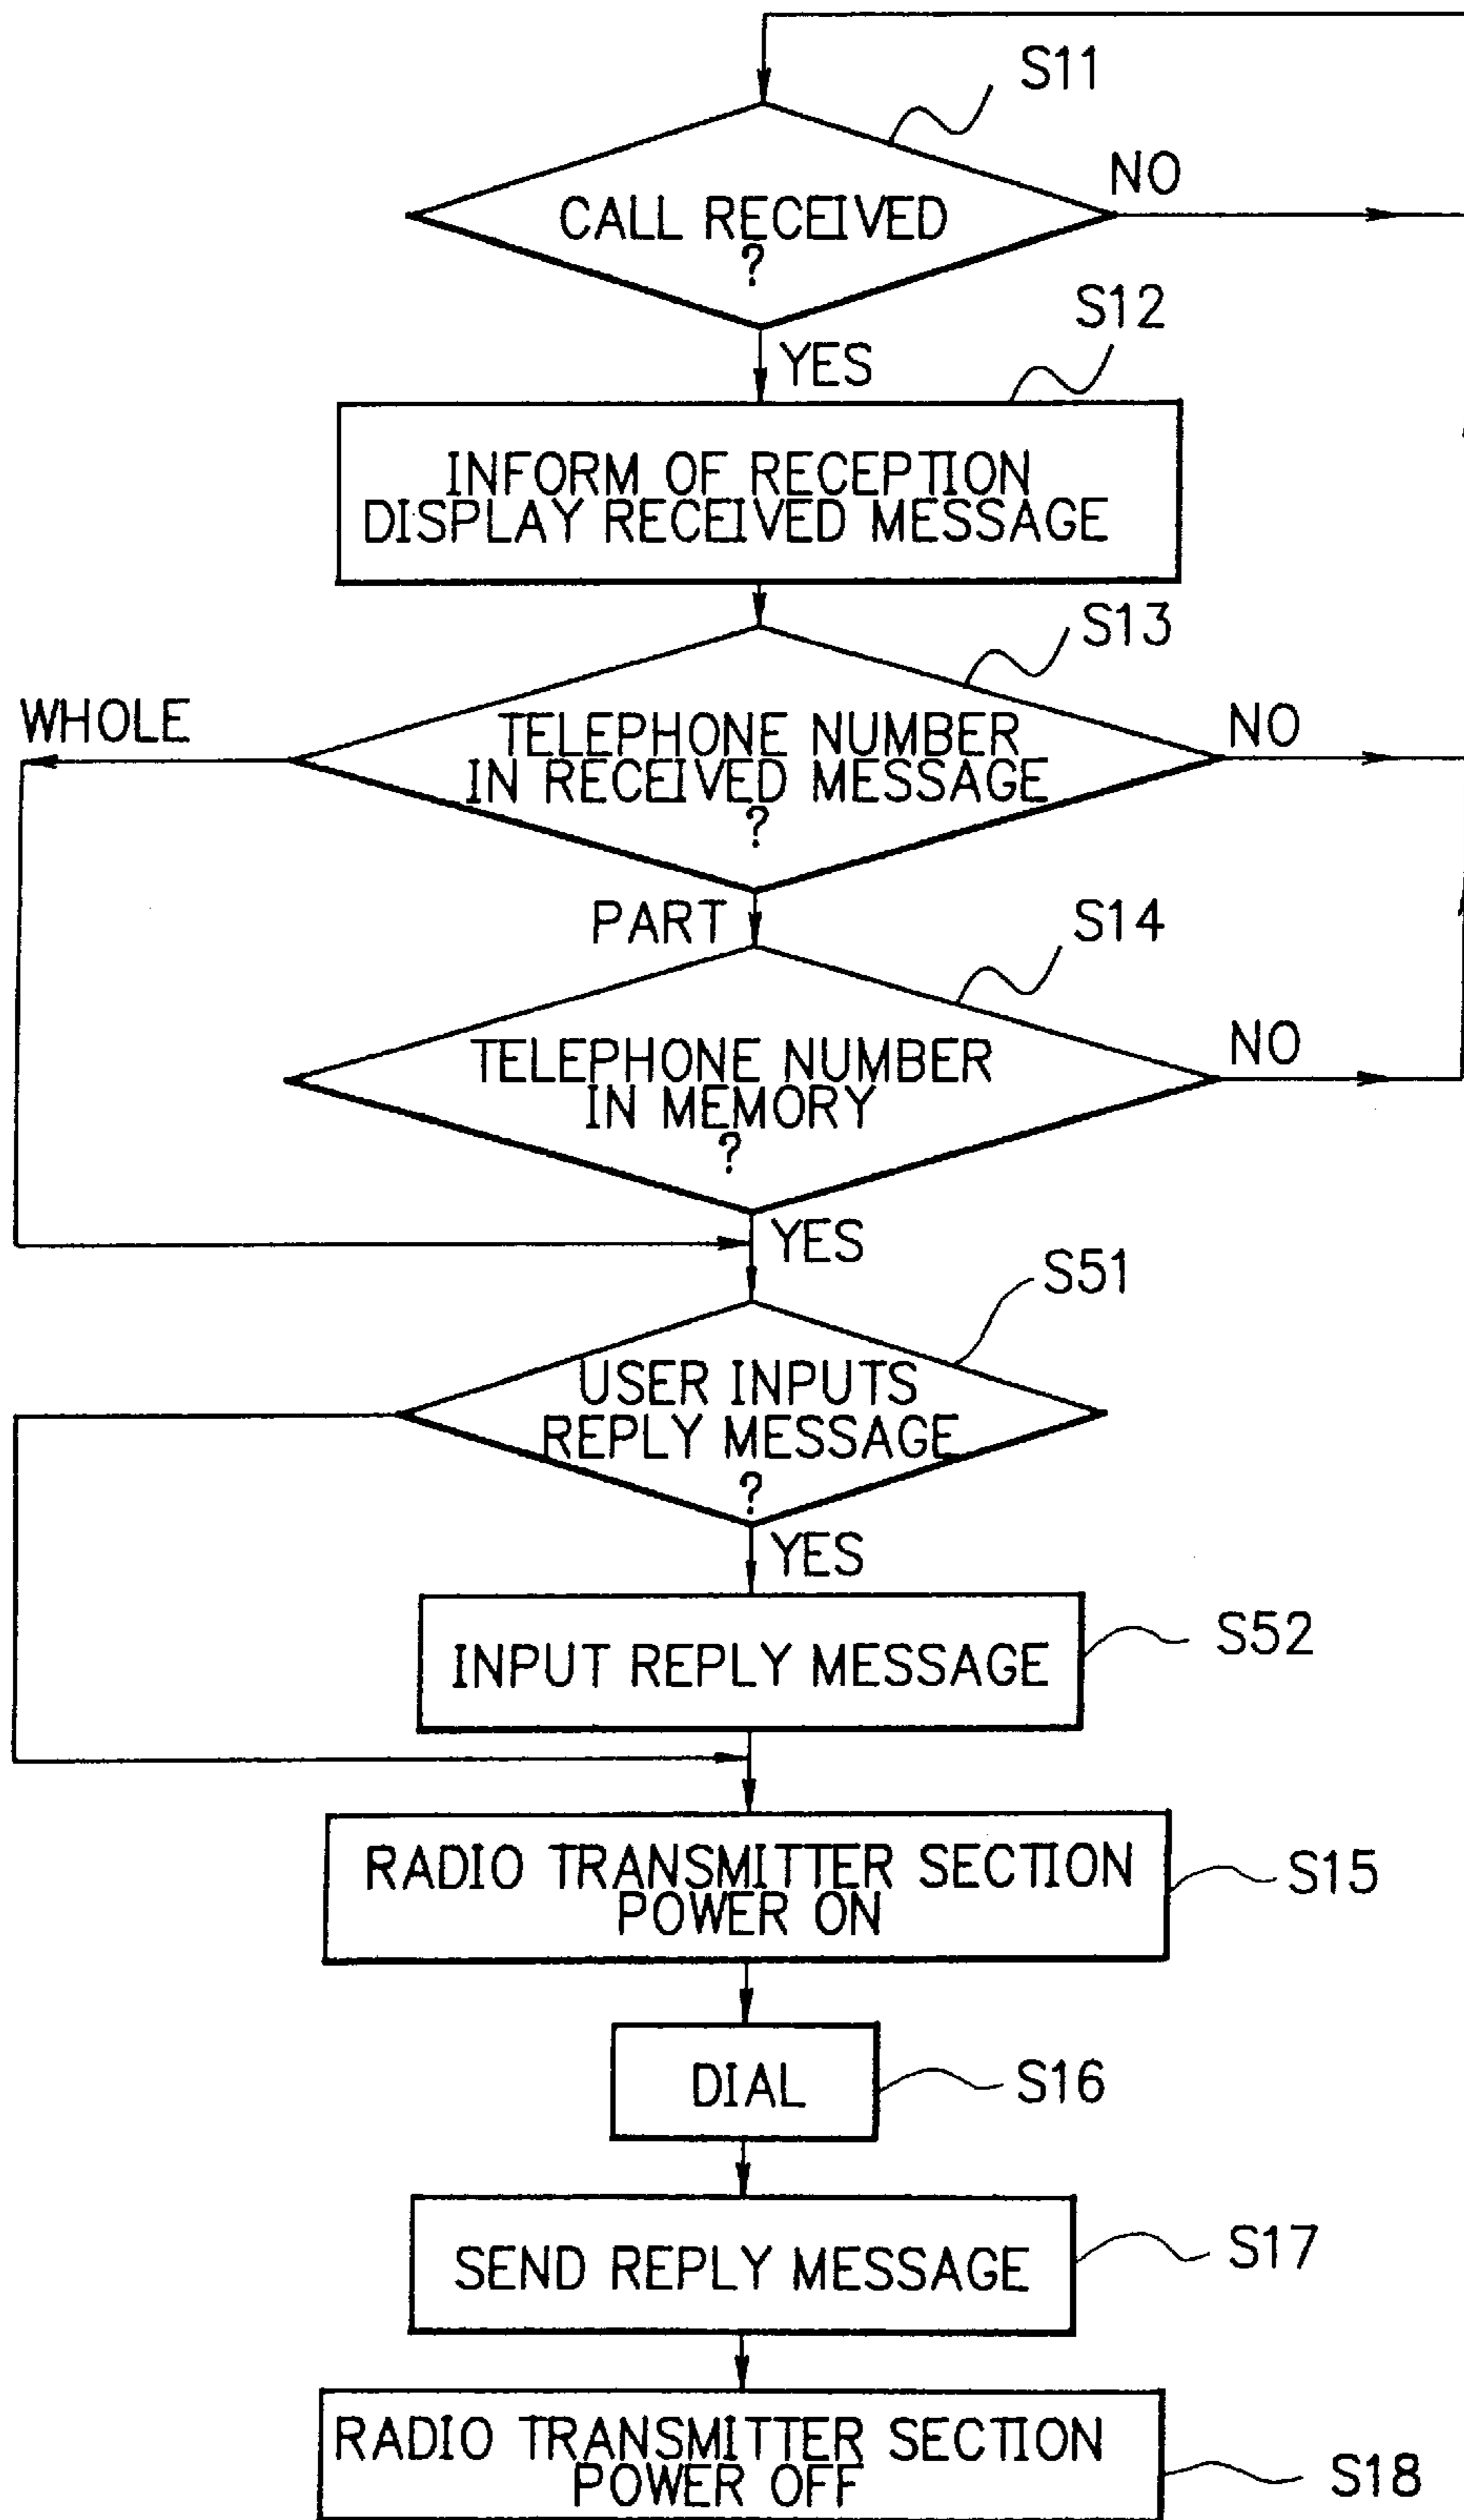 S11
CALL RECEIVED
?
NO
YES
S12
INFORM OF RECEPTION
DISPLAY RECEIVED MESSAGE
S13
WHOLE
TELEPHONE NUMBER
IN RECEIVED MESSAGE
?
NO
PART
S14
TELEPHONE NUMBER
IN MEMORY
?
NO
YES
S51
USER INPUTS
REPLY MESSAGE
?
YES
INPUT REPLY MESSAGE
S52
RADIO TRANSMITTER SECTION
POWER ON
S15
DIAL
S16
SEND REPLY MESSAGE
S17
RADIO TRANSMITTER SECTION
POWER OFF
S18